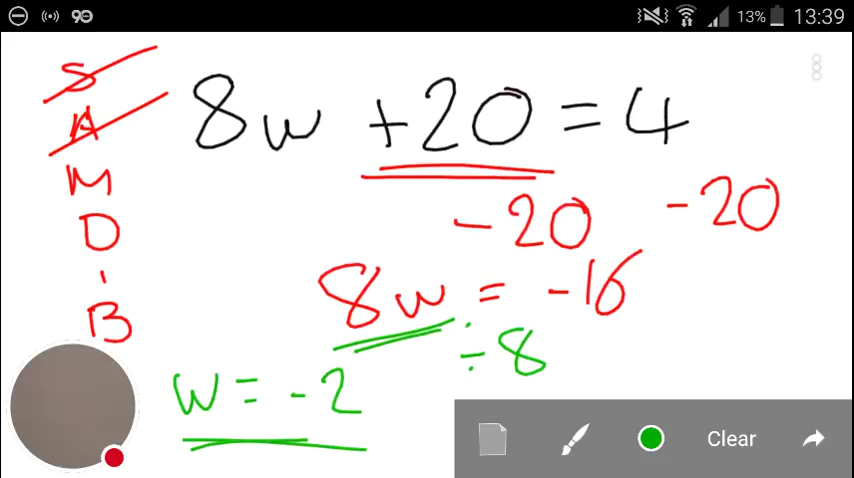 13% 13:39
S
A
M
D
I
B
8w +20 = 4
-20 -20
8w = -16
÷8
w = -2
Clear